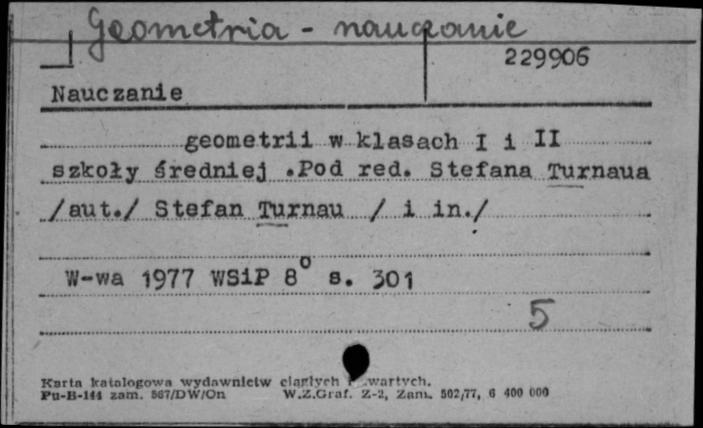 Geometria - nauczanie
229906
Nauczanie
geometrii w klasach I i II
szkoły średniej .Pod red. Stefana Turnaua
/aut./ Stefan Turnau / i in./
W-wa 1977 WSiP 8° s. 301
5
Karta katalogowa wydawnictw ciągłych i zwartych.
Pu-B-144 zam. 567/DW/On W.Z.Graf. Z-2, Zam. 502/77, 6 400 000